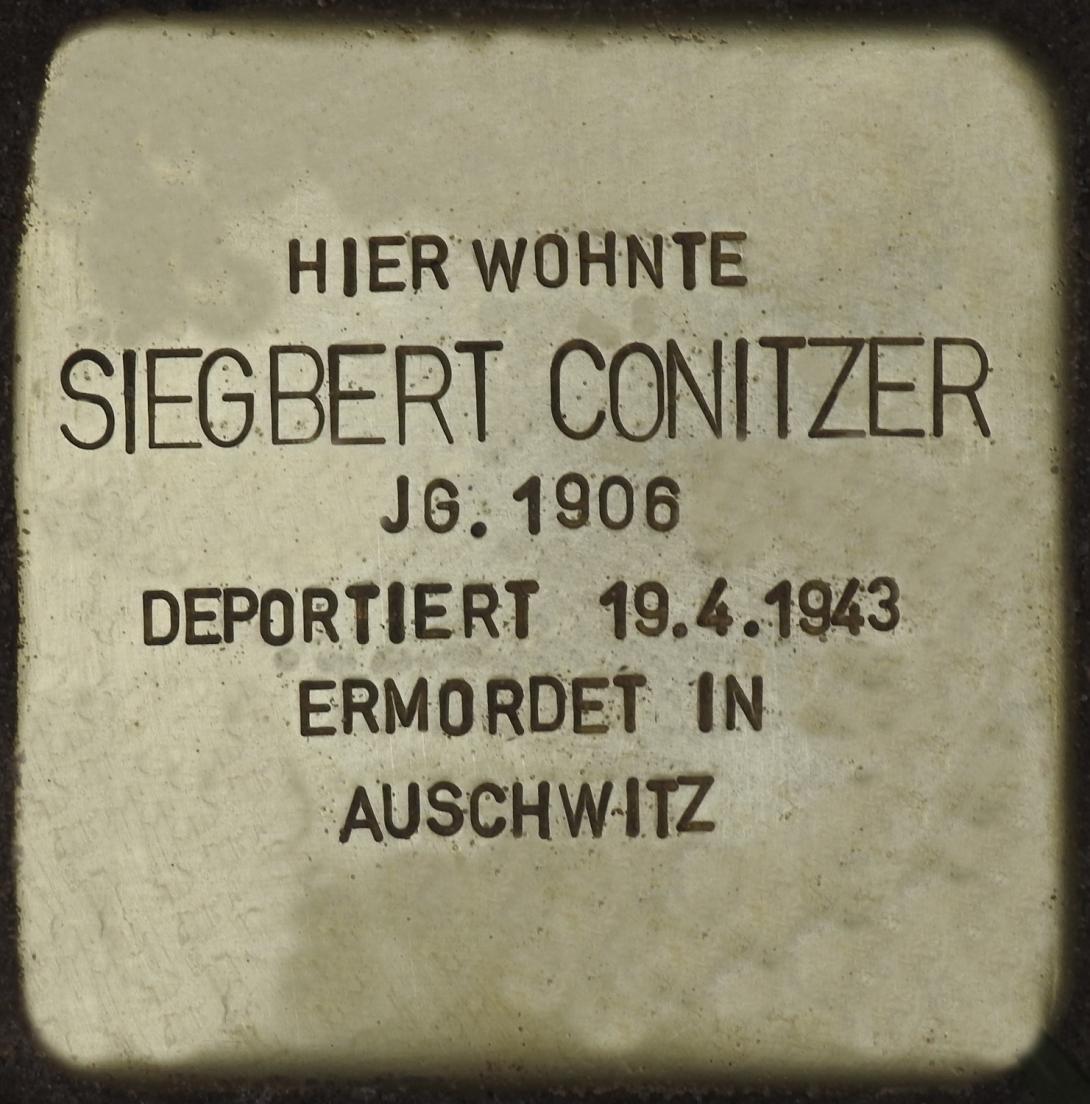 HIER WOHNTE
SIEGBERT CONITZER
JG. 1906
DEPORTIERT 19.4.1943
ERMORDET IN
AUSCHWITZ